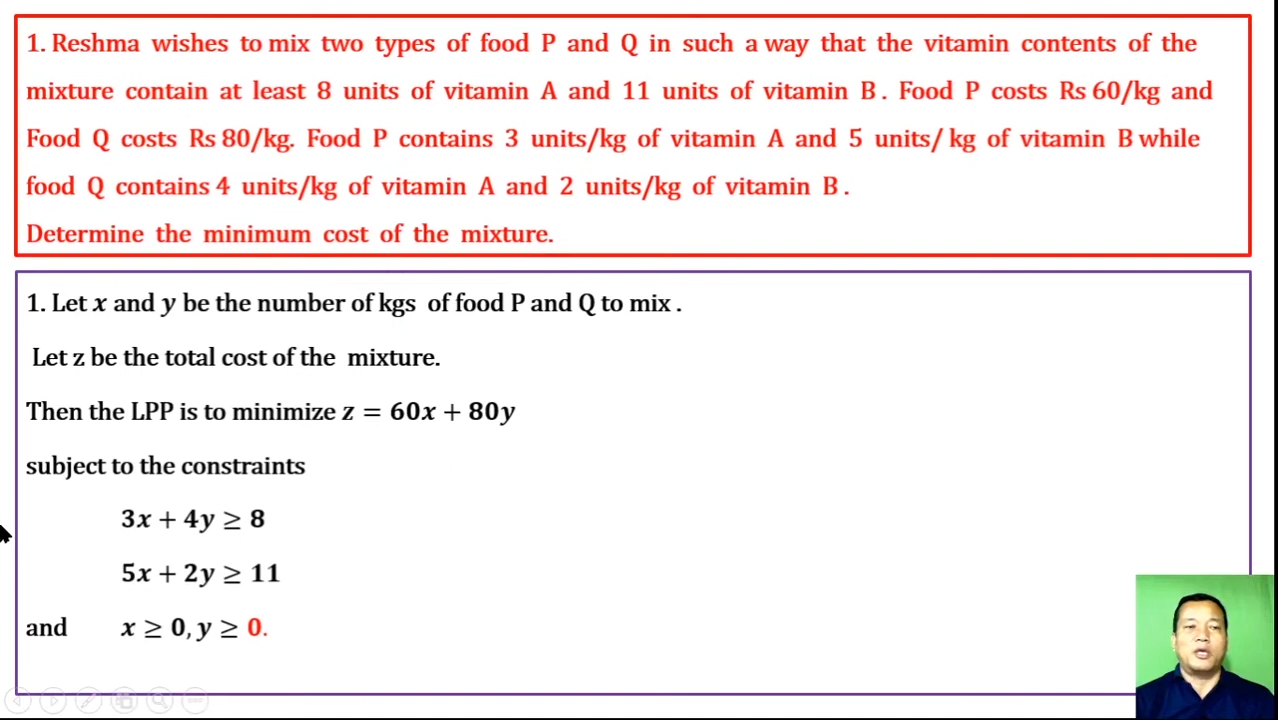 1. Reshma wishes to mix two types of food P and Q in such a way that the vitamin contents of the
mixture contain at least 8 units of vitamin A and 11 units of vitamin B. Food P costs Rs 60/kg and
Food Q costs Rs 80/kg. Food P contains 3 units/kg of vitamin A and 5 units/ kg of vitamin B while
food Q contains 4 units/kg of vitamin A and 2 units/kg of vitamin B.
Determine the minimum cost of the mixture.
1. Let x and y be the number of kgs of food P and Q to mix .
Let z be the total cost of the mixture.
Then the LPP is to minimize z = 60x + 80y
subject to the constraints
3x + 4y ≥ 8
5x + 2y ≥ 11
and x ≥ 0, y ≥ 0.